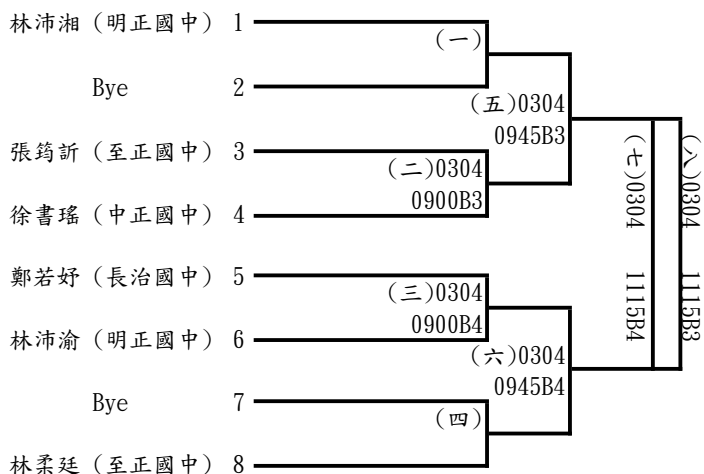 林沛湘（明正國中） 1
(一)
Bye 2
(五)0304
0945B3
張筠訢（至正國中） 3
(二)0304
0900B3
徐書瑤（中正國中） 4
(七)0304 1115B4
(八)0304 1115B3
鄭若妤（長治國中） 5
(三)0304
0900B4
林沛渝（明正國中） 6
(六)0304
0945B4
Bye 7
(四)
林柔廷（至正國中） 8